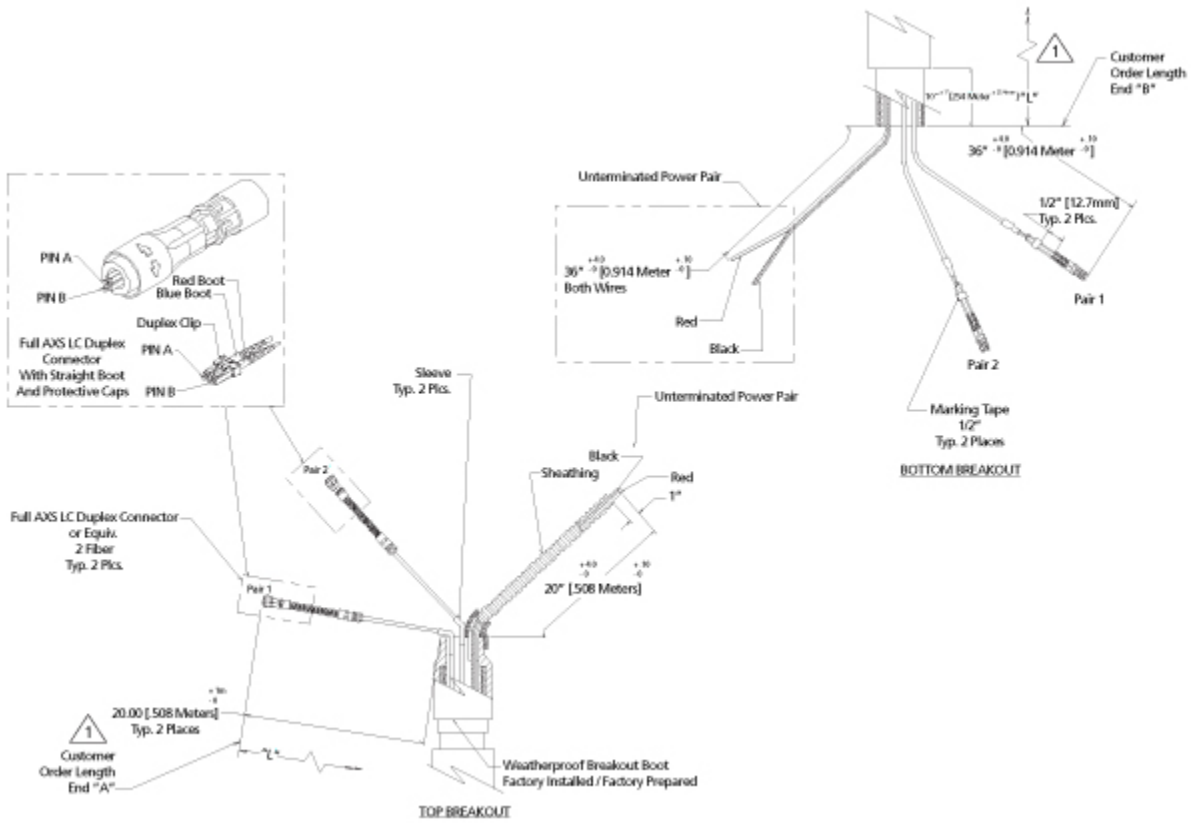 1
Customer
Order Length
End "B"
"L"
36" +4.0 -.0 [0.914 Meter +.10 -.0]
Unterminated Power Pair
1/2" [12.7mm]
Typ. 2 Plcs.
36" +4.0 -.0 [0.914 Meter +.10 -.0]
Both Wires
Pair 1
Red
Black
Pair 2
Marking Tape
1/2"
Typ. 2 Places
BOTTOM BREAKOUT
PIN A
PIN B
Red Boot
Blue Boot
Duplex Clip
PIN A
Full AXS LC Duplex
Connector
With Straight Boot
And Protective Caps
PIN B
Sleeve
Typ. 2 Plcs.
Unterminated Power Pair
Black
Sheathing
Red
1"
Pair 2
Full AXS LC Duplex Connector
or Equiv.
2 Fiber
Typ. 2 Plcs.
Pair 1
20" [.508 Meters]
20.00 [.508 Meters]
Typ. 2 Places
1
Customer
Order Length
End "A"
"L"
Weatherproof Breakout Boot
Factory Installed / Factory Prepared
TOP BREAKOUT